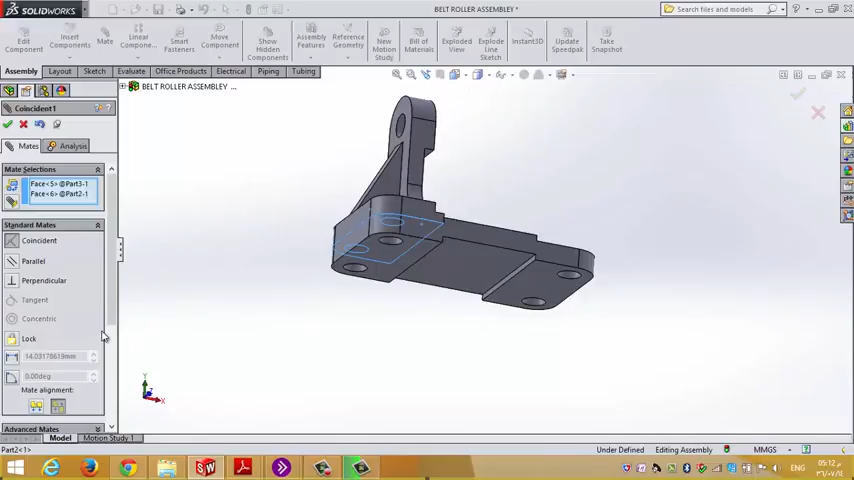 SOLIDWORKS
BELT ROLLER ASSEMBLEY *
Search files and models
Edit Component
Insert Components
Mate
Linear Compone...
Smart Fasteners
Move Component
Show Hidden Components
Assembly Features
Reference Geometry
New Motion Study
Bill of Materials
Exploded View
Explode Line Sketch
Instant3D
Update Speedpak
Take Snapshot
Assembly
Layout
Sketch
Evaluate
Office Products
Electrical
Piping
Tubing
BELT ROLLER ASSEMBLEY ...
Coincident1
Mates
Analysis
Mate Selections
Face<5> @Part3-1
Face<6> @Part2-1
Standard Mates
Coincident
Parallel
Perpendicular
Tangent
Concentric
Lock
14.03178619mm
0.00deg
Mate alignment:
Advanced Mates
Y
X
Model
Motion Study 1
Part2<1>
Under Defined
Editing Assembly
MMGS
ENG
05:12 م